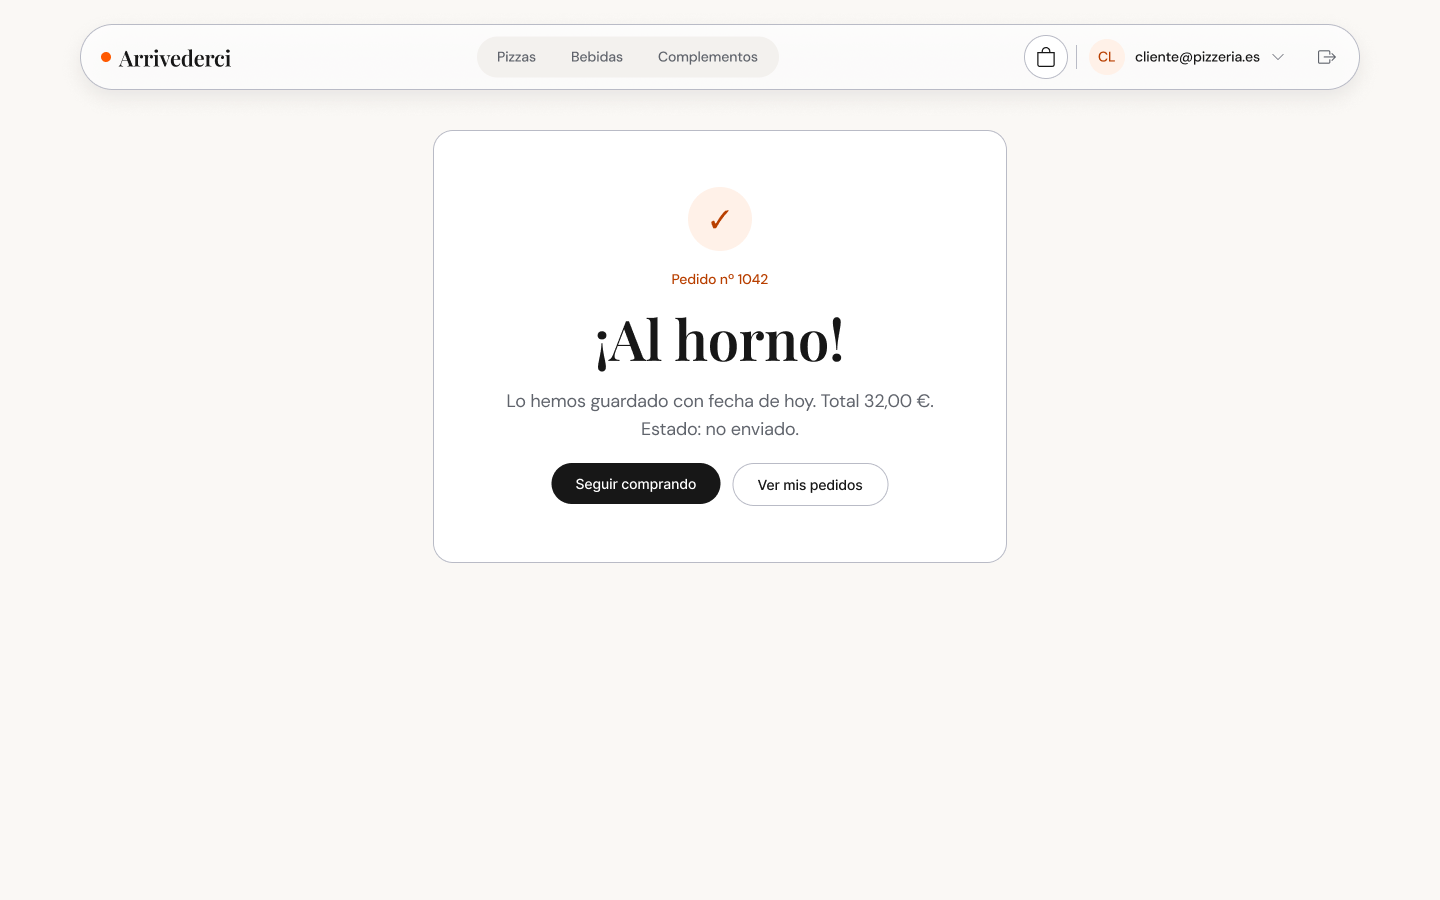 Arrivederci
Pizzas Bebidas Complementos
CL cliente@pizzeria.es
Pedido nº 1042
¡Al horno!
Lo hemos guardado con fecha de hoy. Total 32,00 €.
Estado: no enviado.
Seguir comprando Ver mis pedidos